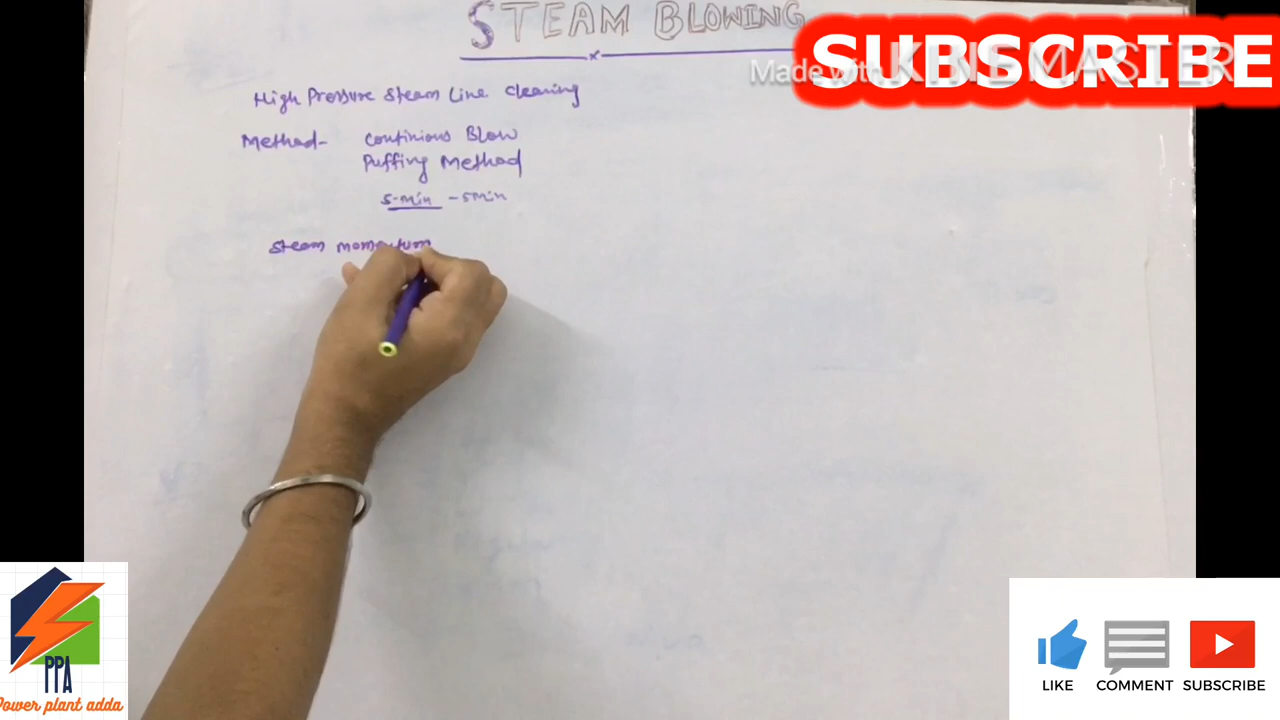 STEAM BLOWING
SUBSCRIBE
Made with KINEMASTER
High Pressure Steam Line Cleaning
Method- Continious Blow
Puffing Method
5-min - 5min
Steam momentum
PPA
Power plant adda
LIKE COMMENT SUBSCRIBE